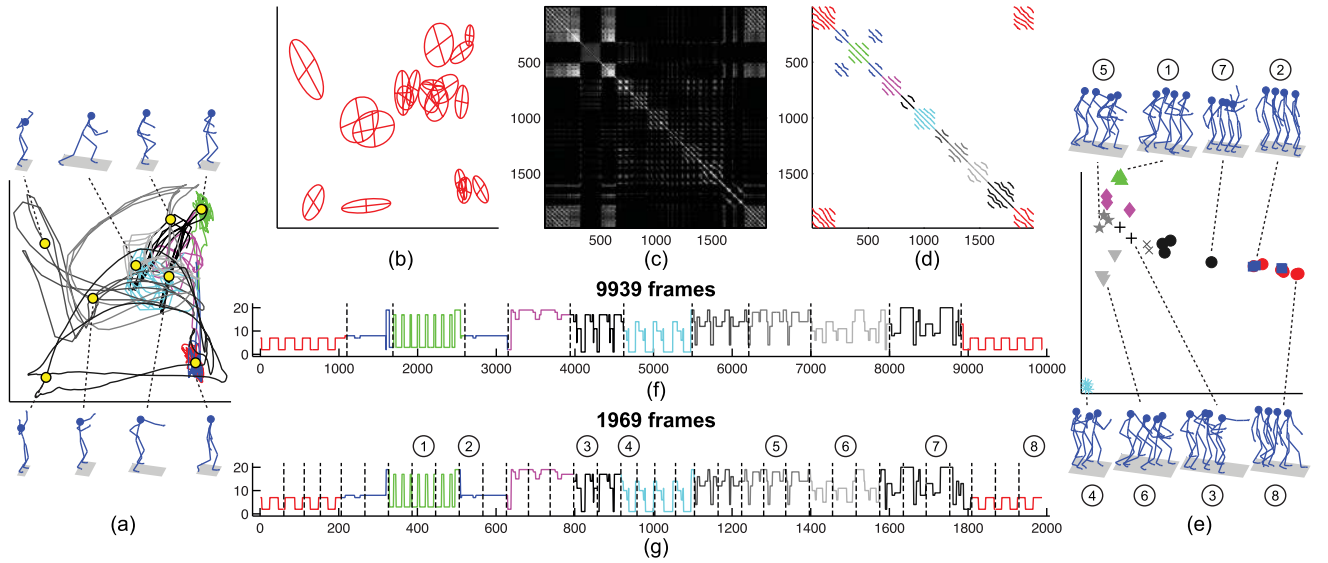 (a)
(b)
500
1000
1500
500 1000 1500
(c)
500
1000
1500
500 1000 1500
(d)
5 1 7 2
4 6 3 8
(e)
9939 frames
20
10
0
0 1000 2000 3000 4000 5000 6000 7000 8000 9000 10000
(f)
1969 frames
1 2 3 4 5 6 7 8
20
10
0
0 200 400 600 800 1000 1200 1400 1600 1800 2000
(g)